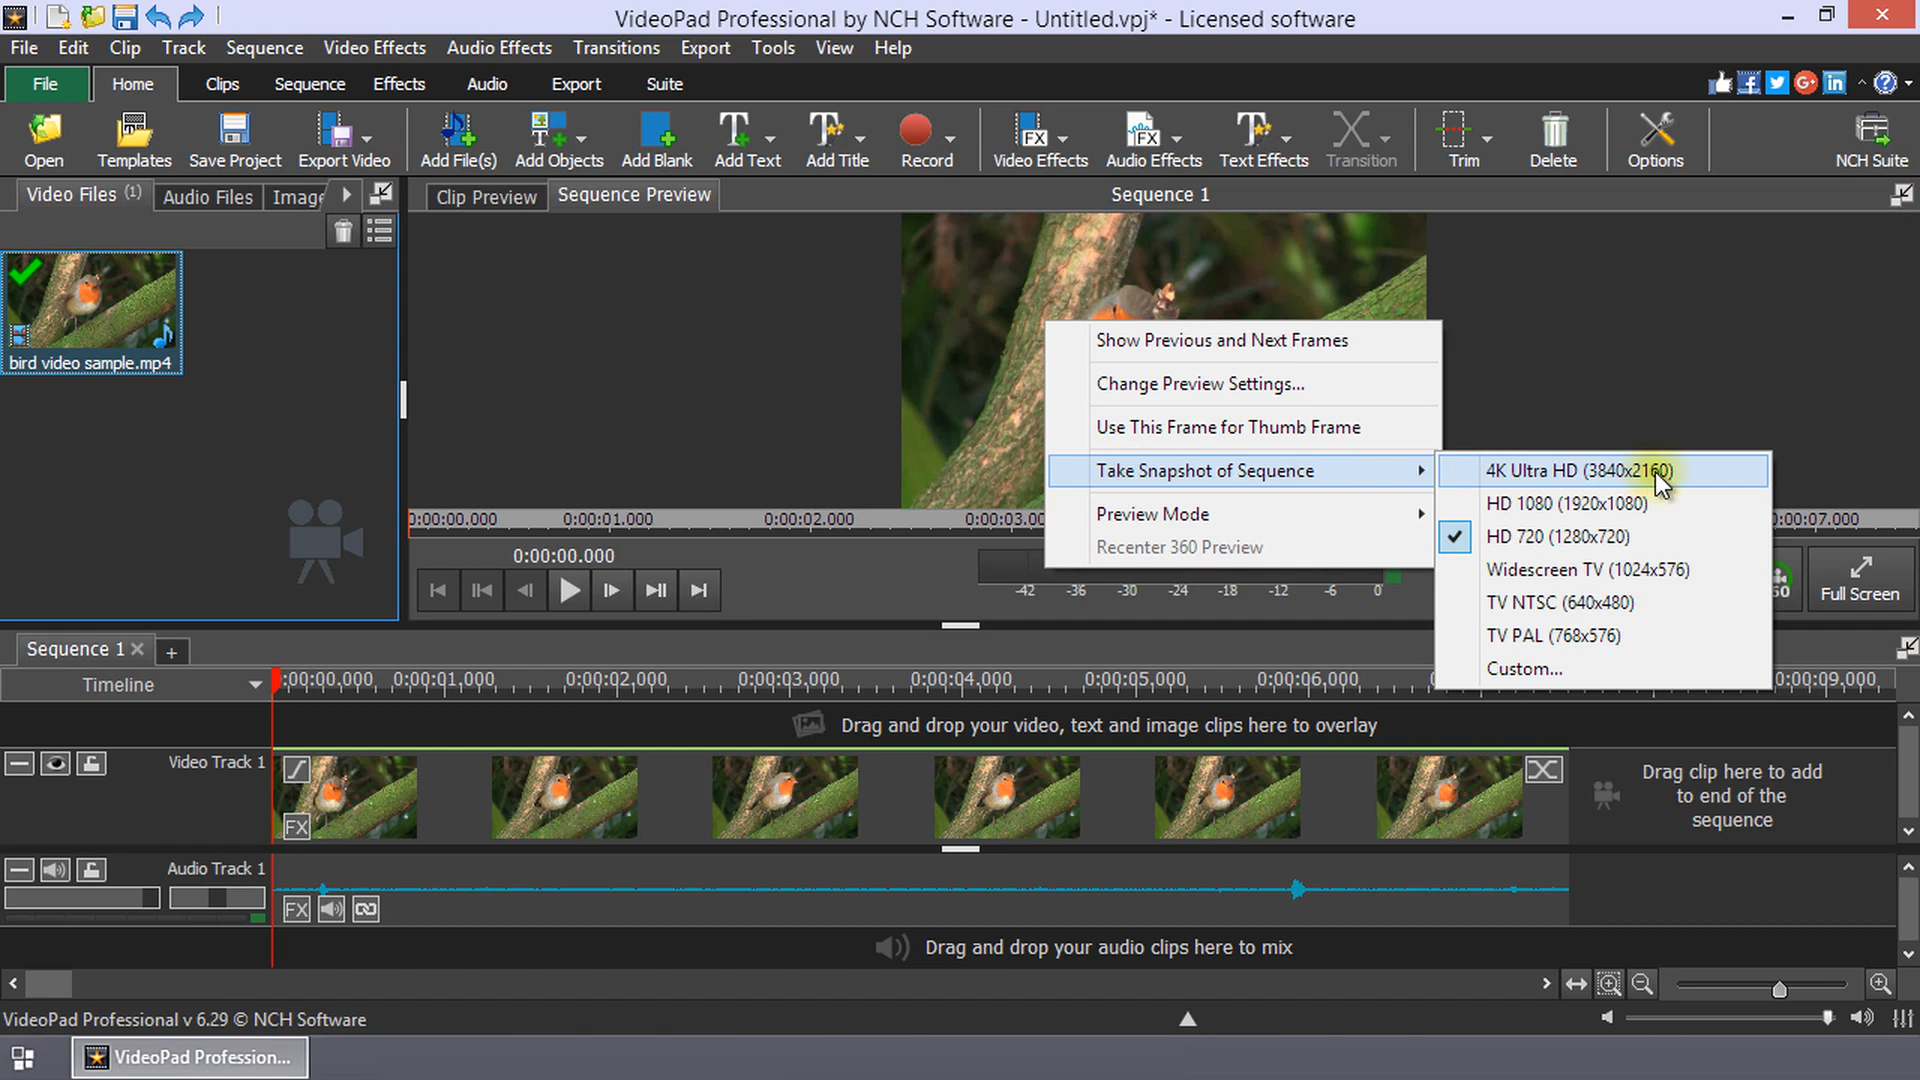 VideoPad Professional by NCH Software - Untitled.vpj* - Licensed software
File Edit Clip Track Sequence Video Effects Audio Effects Transitions Export Tools View Help
File Home Clips Sequence Effects Audio Export Suite
Open Templates Save Project Export Video Add File(s) Add Objects Add Blank Add Text Add Title Record Video Effects Audio Effects Text Effects Transition Trim Delete Options NCH Suite
Video Files (1) Audio Files Clip Preview Sequence Preview Sequence 1
bird video sample.mp4
Show Previous and Next Frames
Change Preview Settings...
Use This Frame for Thumb Frame
Take Snapshot of Sequence
Preview Mode
Recenter 360 Preview
4K Ultra HD (3840x2160)
HD 1080 (1920x1080)
HD 720 (1280x720)
Widescreen TV (1024x576)
TV NTSC (640x480)
TV PAL (768x576)
Custom...
0:00:00.000 0:00:01.000 0:00:02.000 0:00:03.00 0:00:07.000
0:00:00.000
-42 -36 -30 -24 -18 -12 -6 0
Full Screen
Sequence 1
Timeline :00:00,000 0:00:01,000 0:00:02,000 0:00:03,000 0:00:04,000 0:00:05,000 0:00:06,000 0:00:09,000
Drag and drop your video, text and image clips here to overlay
Video Track 1
FX
Drag clip here to add
to end of the
sequence
Audio Track 1
FX
Drag and drop your audio clips here to mix
VideoPad Professional v 6.29 © NCH Software
VideoPad Profession...